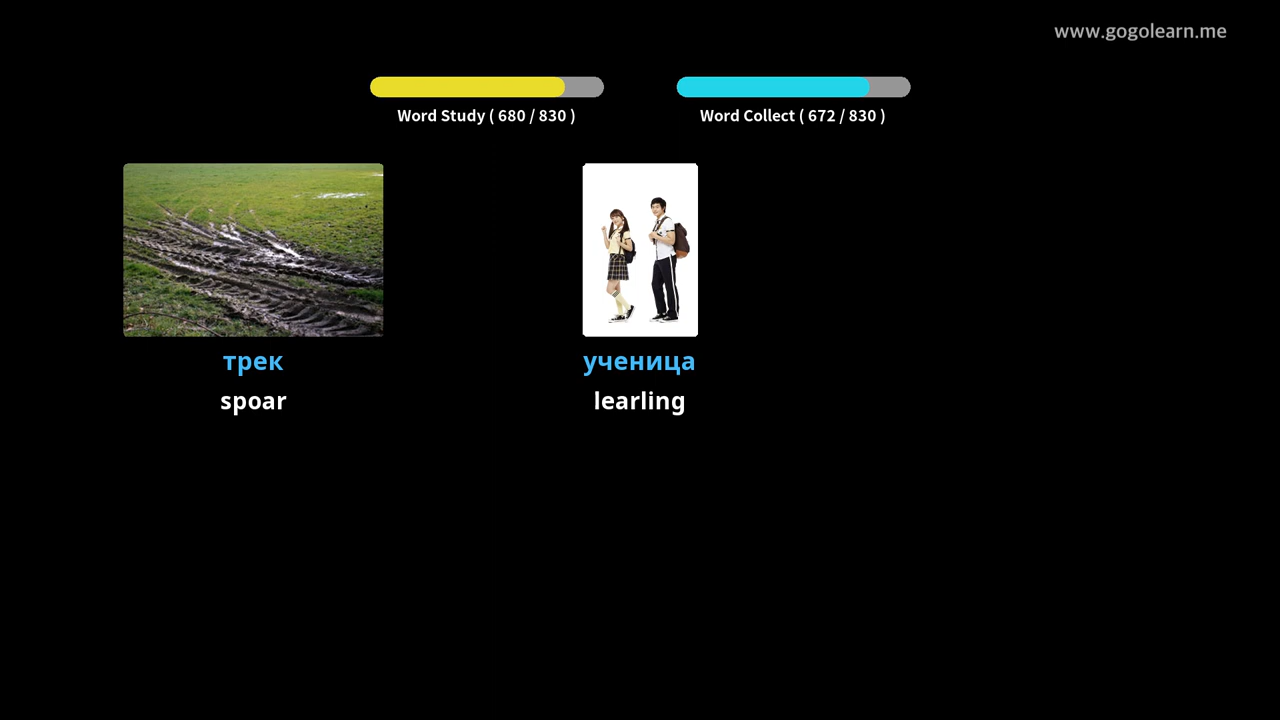 www.gogolearn.me
Word Study ( 680 / 830 )
Word Collect ( 672 / 830 )
трек
ученица
spoar
learling